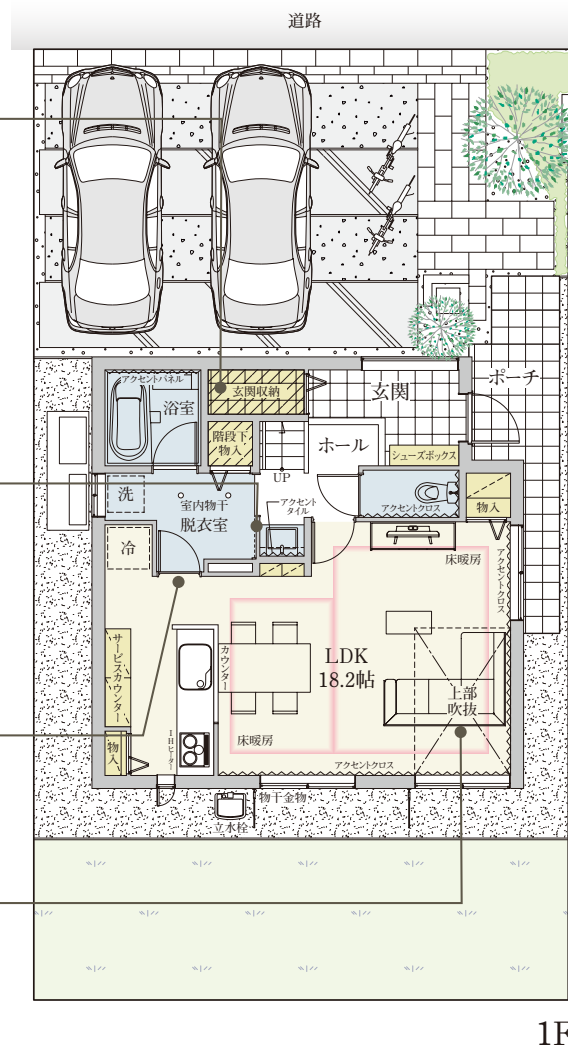 道路
アクセントパネル
浴室
玄関収納
玄関
ポーチ
階段下
物入
ホール
シューズボックス
UP
洗
室内物干
脱衣室
アクセント
タイル
アクセントクロス
物入
冷
床暖房
アクセントクロス
サービスカウンター
カウンター
LDK
18.2帖
上部
吹抜
物入
IHヒーター
床暖房
アクセントクロス
物干金物
立水栓
1F